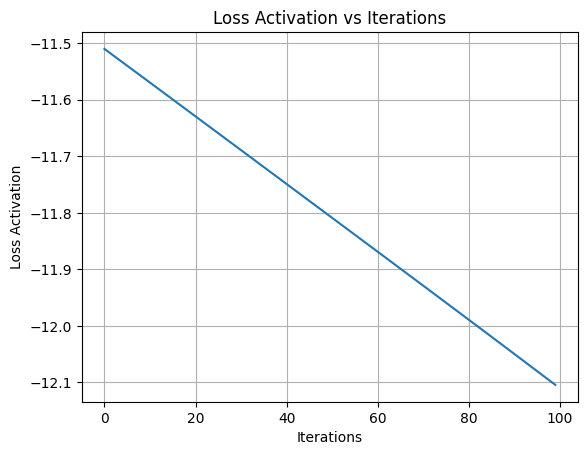 Loss Activation vs Iterations
−11.5
−11.6
−11.7
−11.8
−11.9
−12.0
−12.1
Loss Activation
0 20 40 60 80 100
Iterations